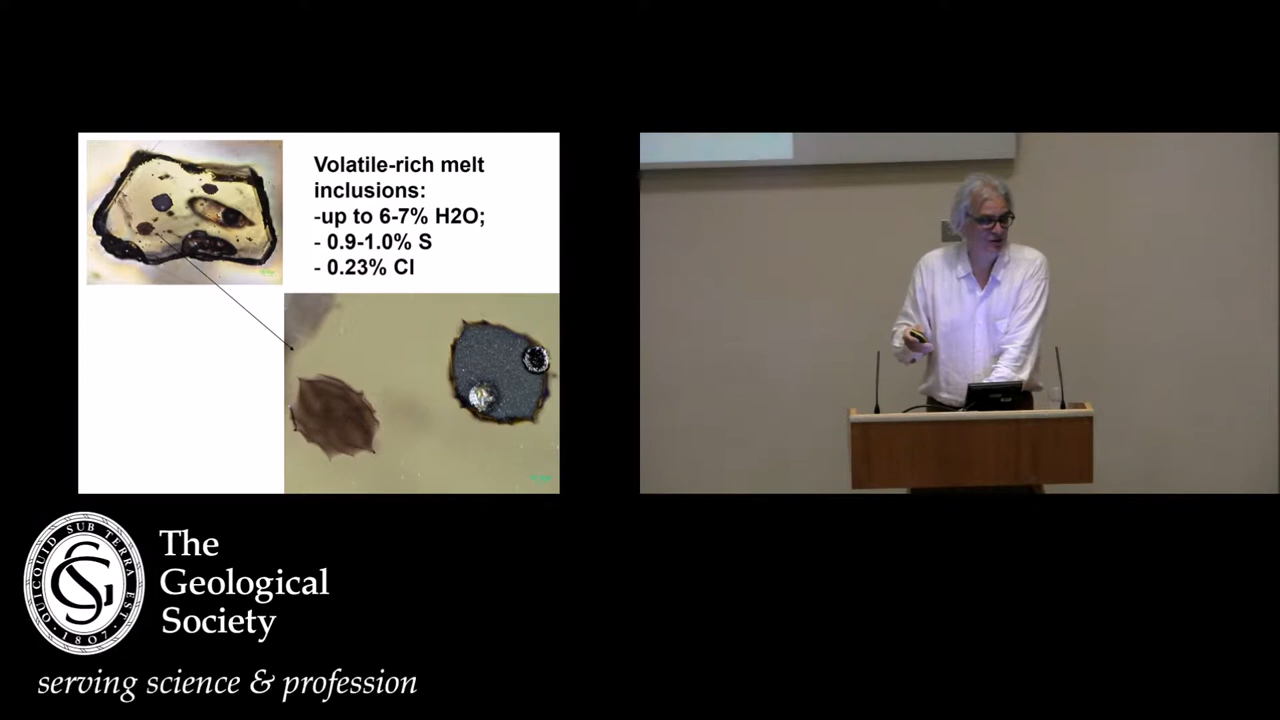 Volatile-rich melt
inclusions:
-up to 6-7% H2O;
- 0.9-1.0% S
- 0.23% Cl
The
Geological
Society
QUICQUID SUB TERRA EST
· 1807 ·
serving science & profession